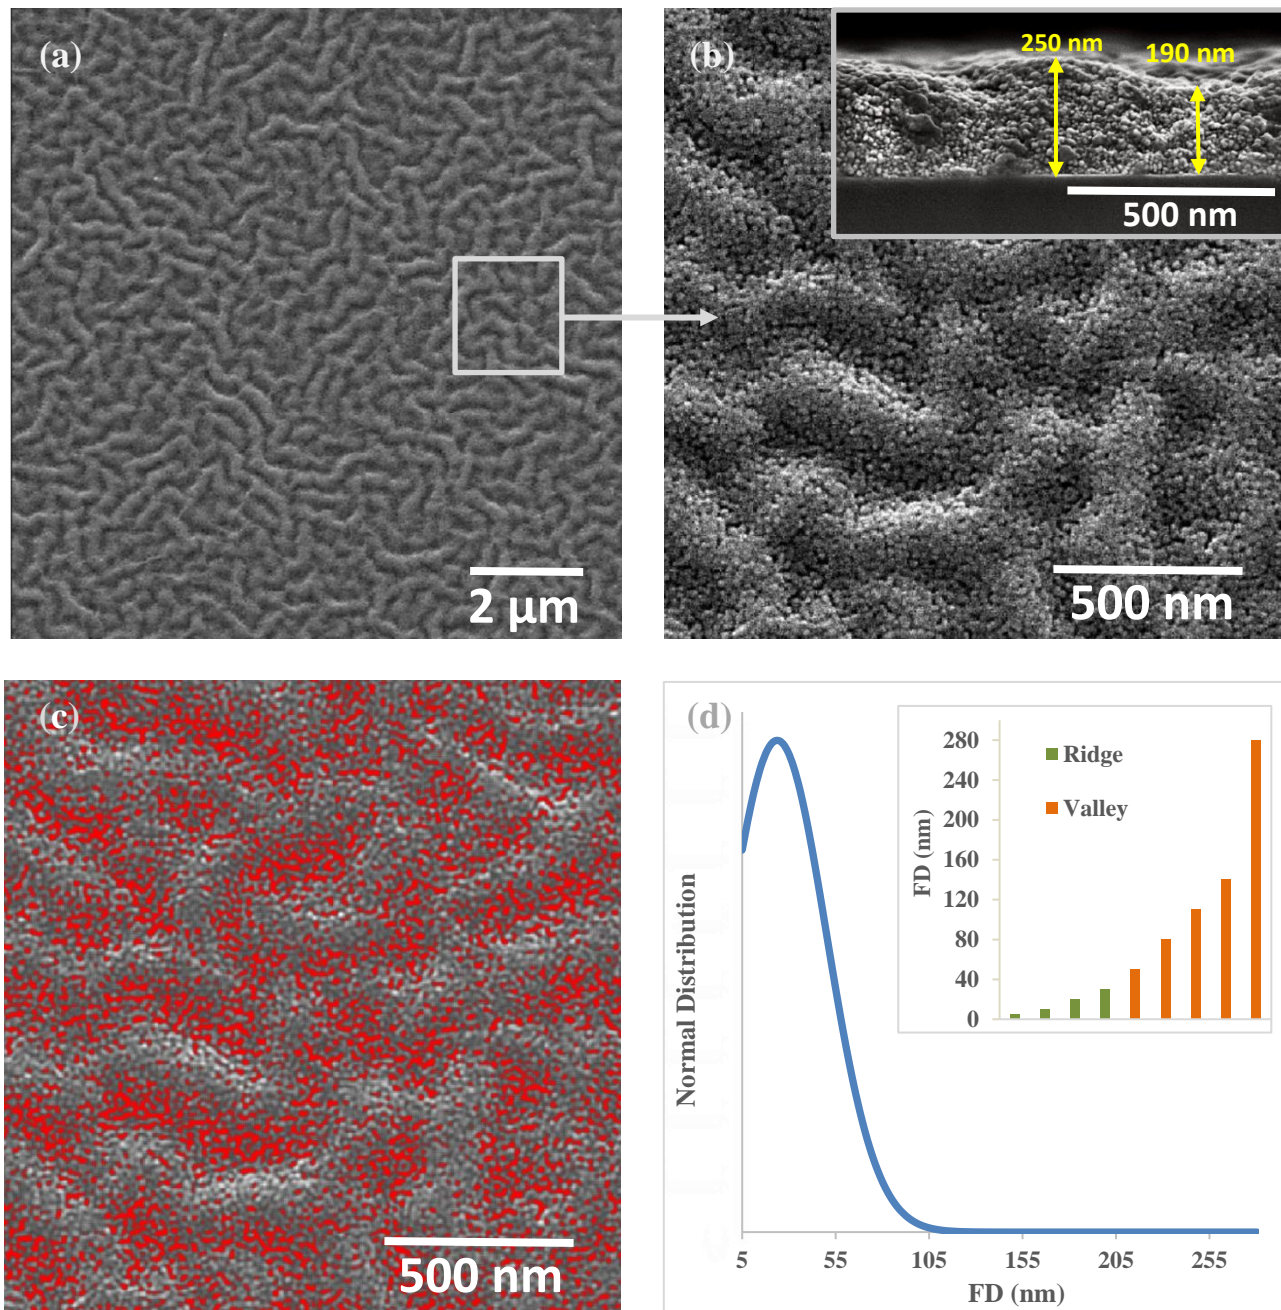 (a)
2 µm
(b)
250 nm
190 nm
500 nm
500 nm
(c)
500 nm
(d)
Normal Distribution
5
55
105
155
205
255
FD (nm)
FD (nm)
280
240
200
160
120
80
40
0
Ridge
Valley